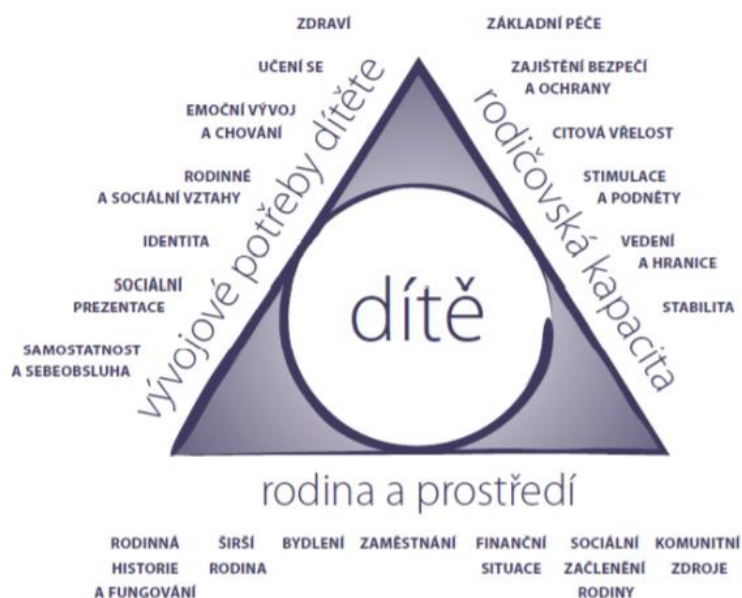 ZDRAVÍ
UČENÍ SE
EMOČNÍ VÝVOJ
A CHOVÁNÍ
RODINNÉ
A SOCIÁLNÍ VZTAHY
IDENTITA
SOCIÁLNÍ
PREZENTACE
SAMOSTATNOST
A SEBEOBSLUHA
vývojové potřeby dítěte
ZÁKLADNÍ PÉČE
ZAJIŠTĚNÍ BEZPEČÍ
A OCHRANY
CITOVÁ VŘELOST
STIMULACE
A PODNĚTY
VEDENÍ
A HRANICE
STABILITA
rodičovská kapacita
dítě
rodina a prostředí
RODINNÁ
HISTORIE
A FUNGOVÁNÍ
ŠIRŠÍ
RODINA
BYDLENÍ
ZAMĚSTNÁNÍ
FINANČNÍ
SITUACE
SOCIÁLNÍ
ZAČLENĚNÍ
RODINY
KOMUNITNÍ
ZDROJE